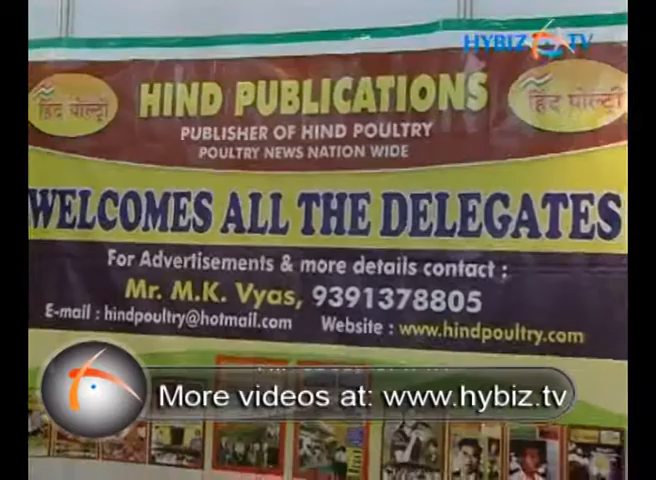 HYBIZ TV
हिंद पोल्ट्री
HIND PUBLICATIONS
हिंद पोल्ट्री
PUBLISHER OF HIND POULTRY
POULTRY NEWS NATION WIDE
WELCOMES ALL THE DELEGATES
For Advertisements & more details contact :
Mr. M.K. Vyas, 9391378805
E-mail : hindpoultry@hotmail.com Website : www.hindpoultry.com
More videos at: www.hybiz.tv